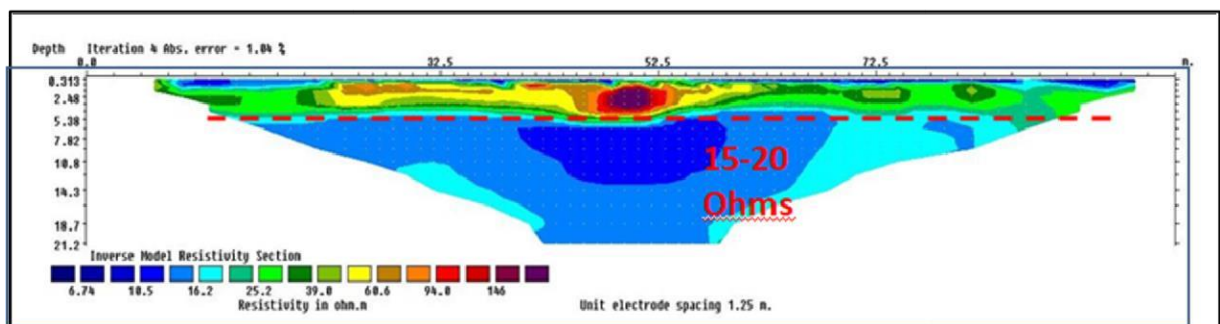 Depth Iteration 4 Abs. error = 1.04 %
0.0 32.5 52.5 72.5 m.
0.313
2.48
5.38
7.82
10.8
14.3
18.7
21.2
15-20
Ohms
Inverse Model Resistivity Section
6.74 10.5 16.2 25.2 39.0 60.6 94.0 146
Resistivity in ohm.m Unit electrode spacing 1.25 m.